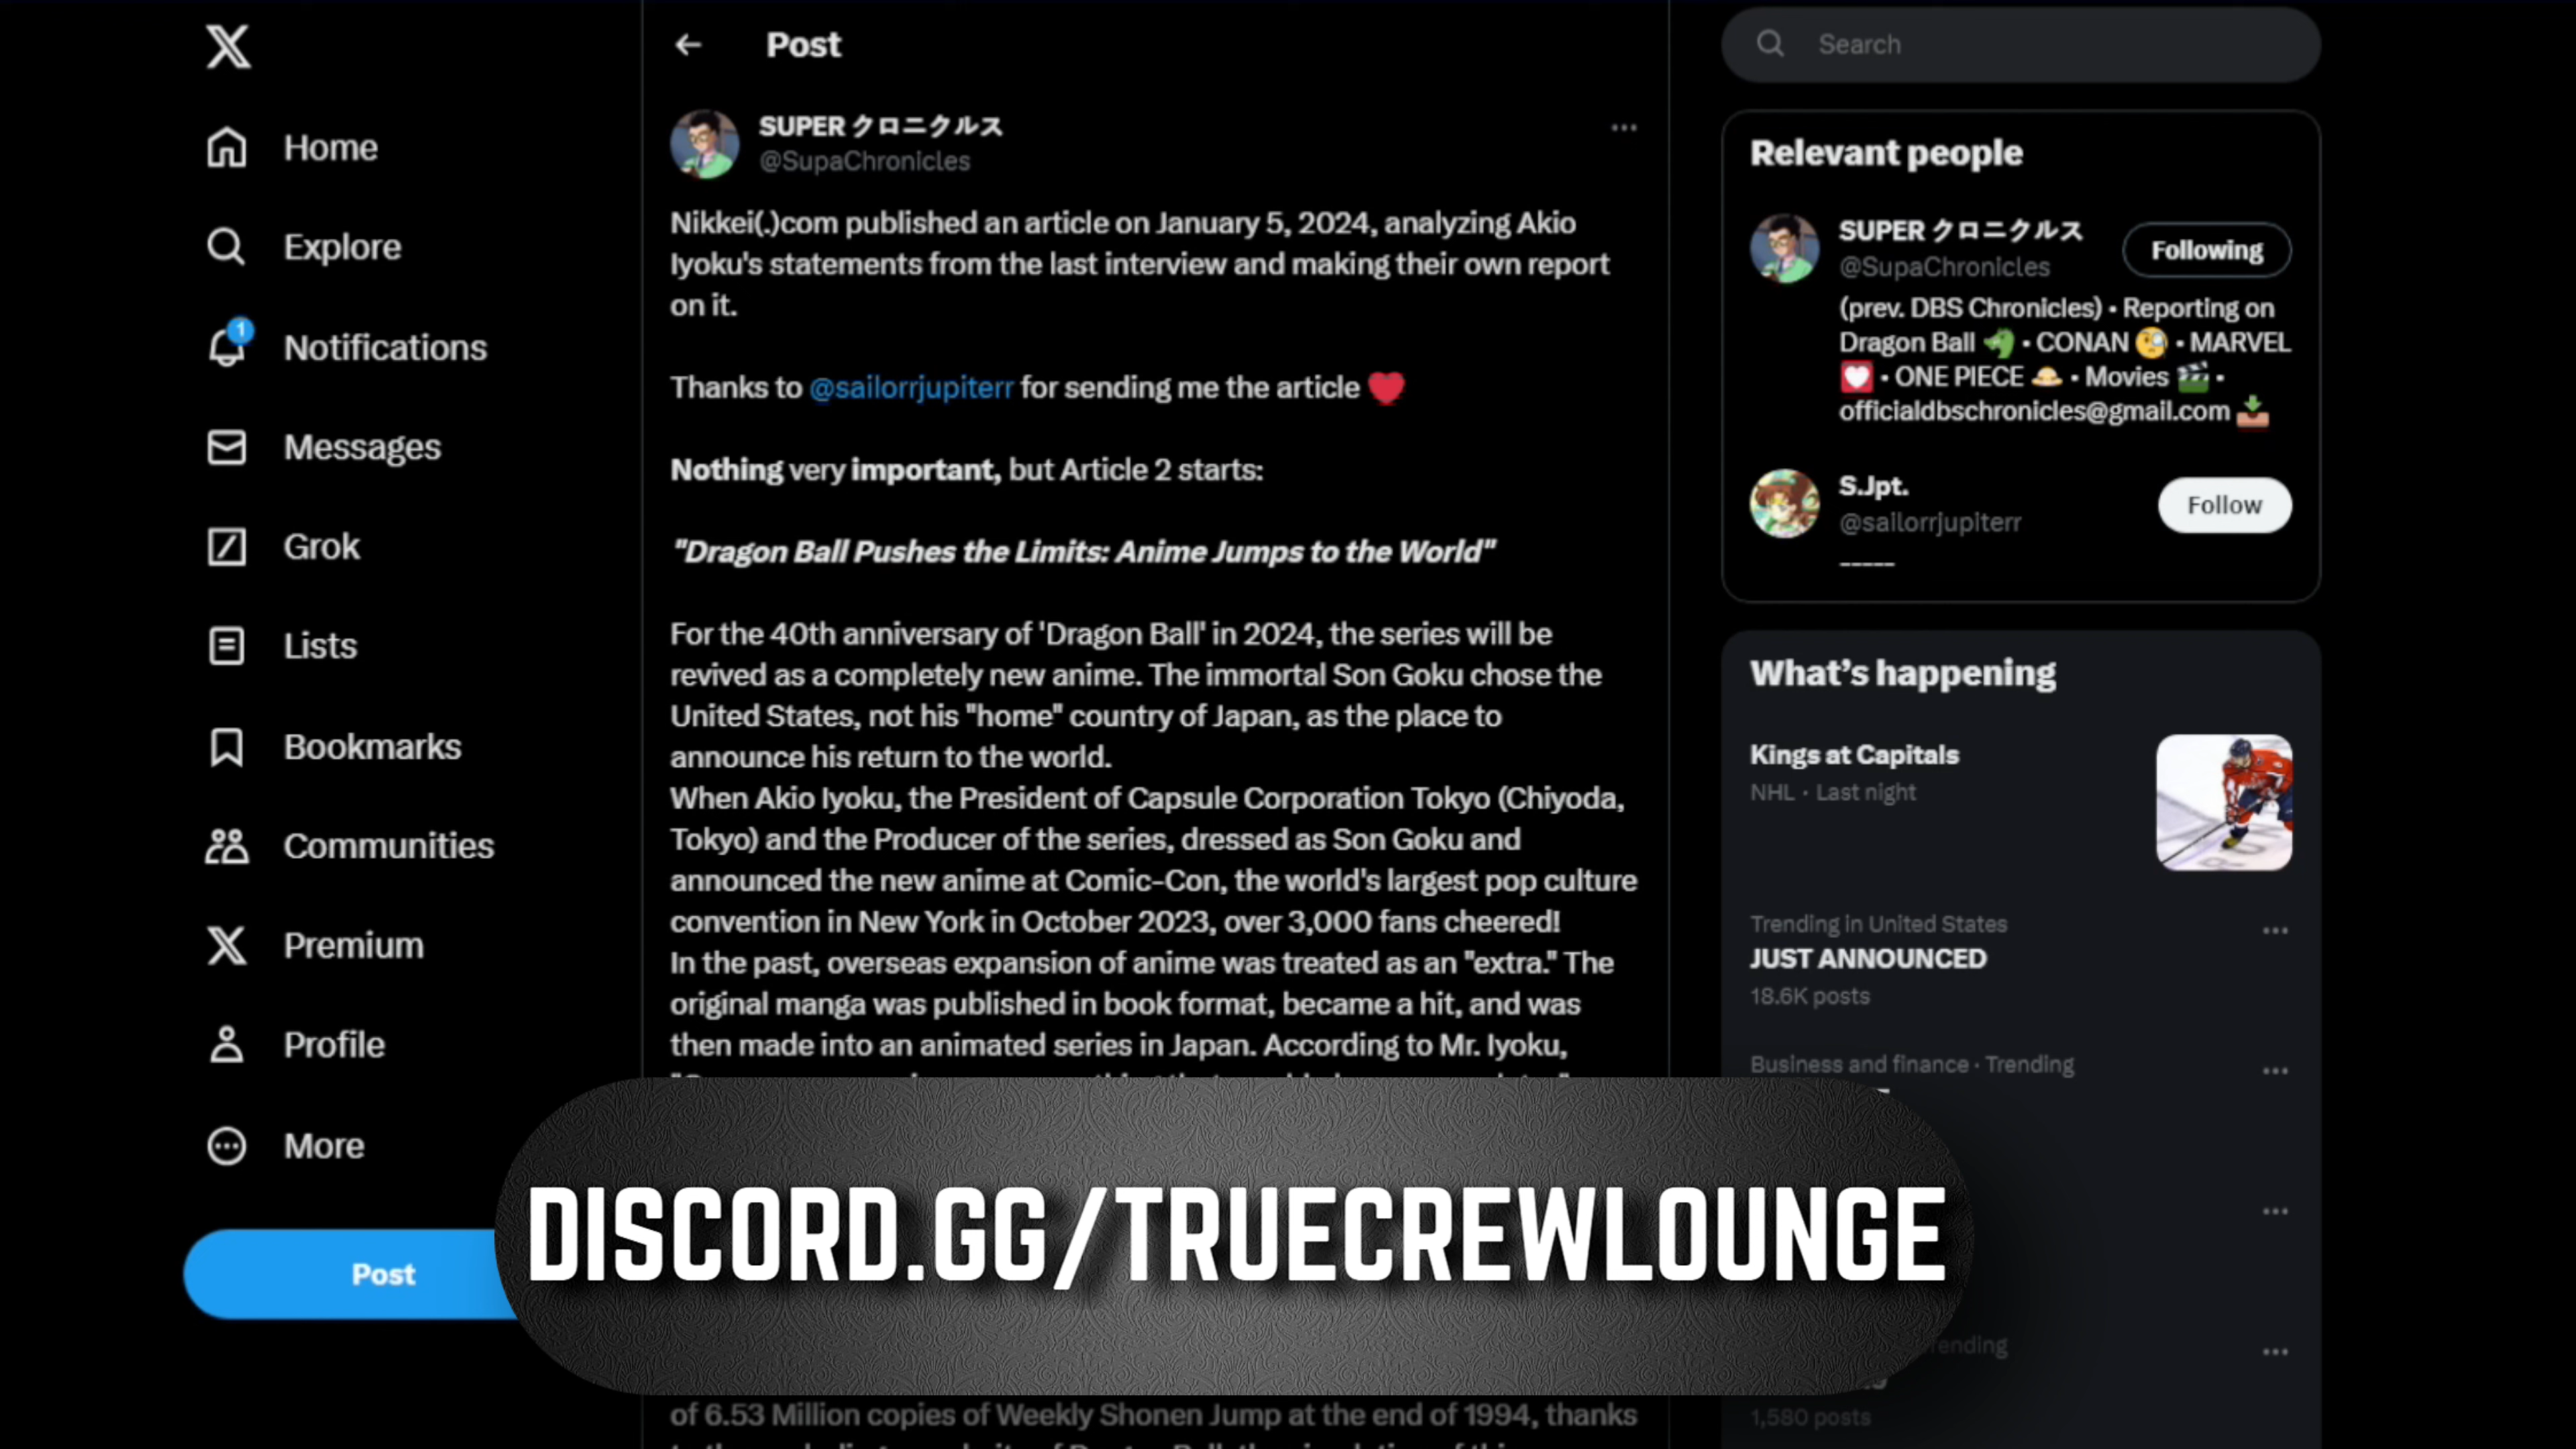 Home
Explore
1
Notifications
Messages
Grok
Lists
Bookmarks
Communities
Premium
Profile
More
Post
Post
SUPER クロニクルス
@SupaChronicles
Nikkei(.)com published an article on January 5, 2024, analyzing Akio
Iyoku's statements from the last interview and making their own report
on it.
Thanks to @sailorrjupiterr for sending me the article
Nothing very important, but Article 2 starts:
"Dragon Ball Pushes the Limits: Anime Jumps to the World"
For the 40th anniversary of 'Dragon Ball' in 2024, the series will be
revived as a completely new anime. The immortal Son Goku chose the
United States, not his "home" country of Japan, as the place to
announce his return to the world.
When Akio Iyoku, the President of Capsule Corporation Tokyo (Chiyoda,
Tokyo) and the Producer of the series, dressed as Son Goku and
announced the new anime at Comic-Con, the world's largest pop culture
convention in New York in October 2023, over 3,000 fans cheered!
In the past, overseas expansion of anime was treated as an "extra." The
original manga was published in book format, became a hit, and was
then made into an animated series in Japan. According to Mr. Iyoku,
DISCORD.GG/TRUECREWLOUNGE
of 6.53 Million copies of Weekly Shonen Jump at the end of 1994, thanks
Search
Relevant people
SUPER クロニクルス
@SupaChronicles
Following
(prev. DBS Chronicles) • Reporting on
Dragon Ball • CONAN • MARVEL
• ONE PIECE • Movies •
officialdbschronicles@gmail.com
S.Jpt.
@sailorrjupiterr
Follow
-----
What's happening
Kings at Capitals
NHL · Last night
Trending in United States
JUST ANNOUNCED
18.6K posts
Business and finance · Trending
1,580 posts